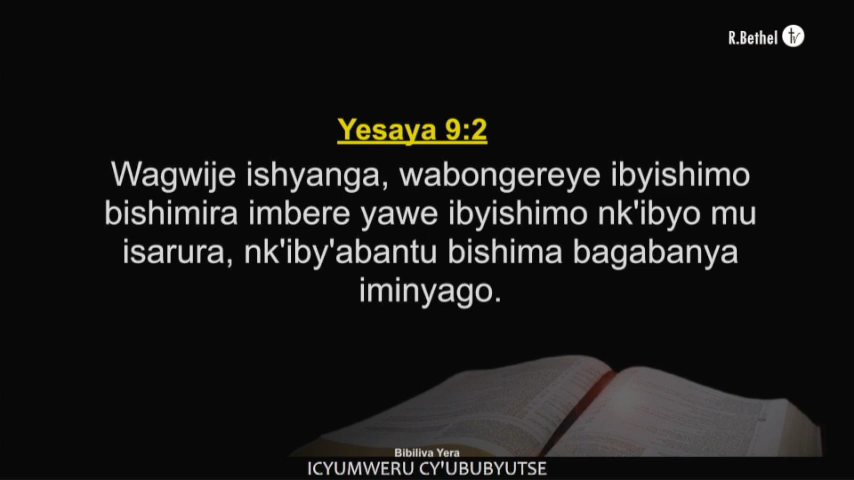 R.Bethel tv
Yesaya 9:2
Wagwije ishyanga, wabongereye ibyishimo
bishimira imbere yawe ibyishimo nk'ibyo mu
isarura, nk'iby'abantu bishima bagabanya
iminyago.
Bibiliya Yera
ICYUMWERU CY'UBUBYUTSE